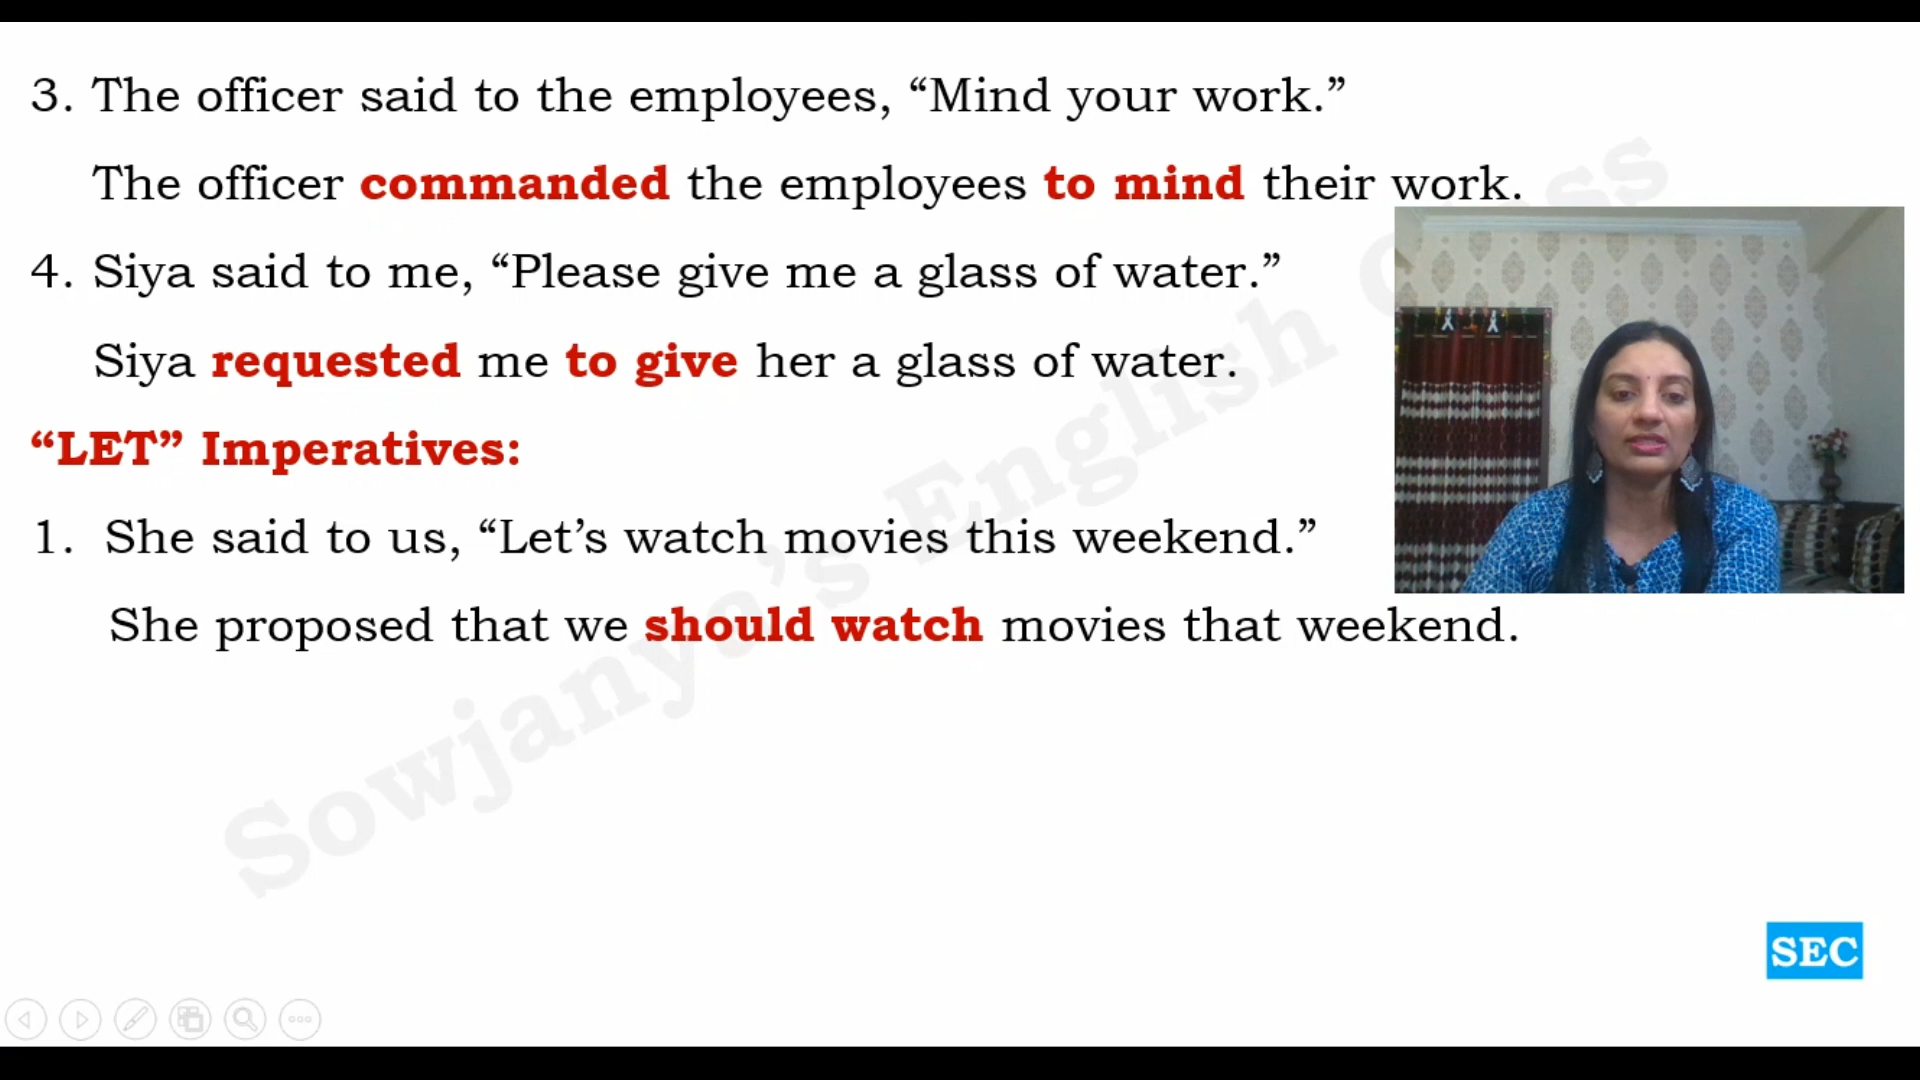 3. The officer said to the employees, “Mind your work.”
The officer commanded the employees to mind their work.
4. Siya said to me, “Please give me a glass of water.”
Siya requested me to give her a glass of water.
“LET” Imperatives:
1. She said to us, “Let’s watch movies this weekend.”
She proposed that we should watch movies that weekend.
Sowjanya’s English Class
SEC